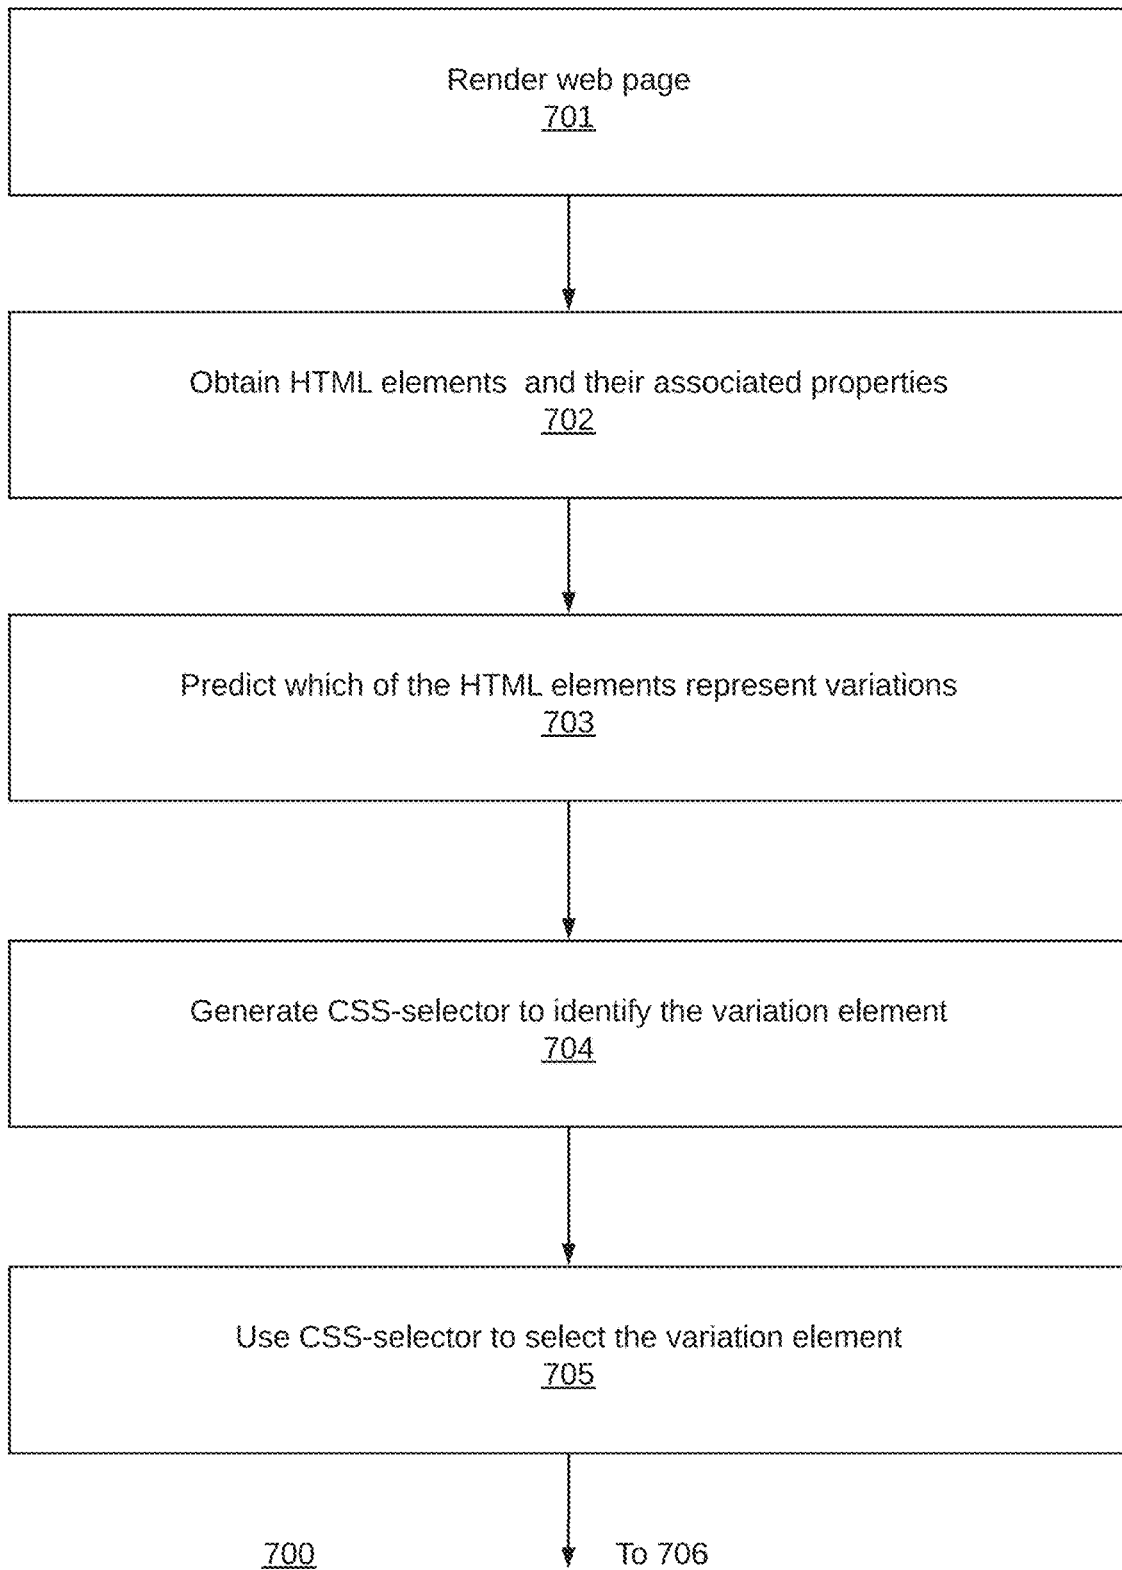 Render web page
701
Obtain HTML elements and their associated properties
702
Predict which of the HTML elements represent variations
703
Generate CSS-selector to identify the variation element
704
Use CSS-selector to select the variation element
705
700 To 706